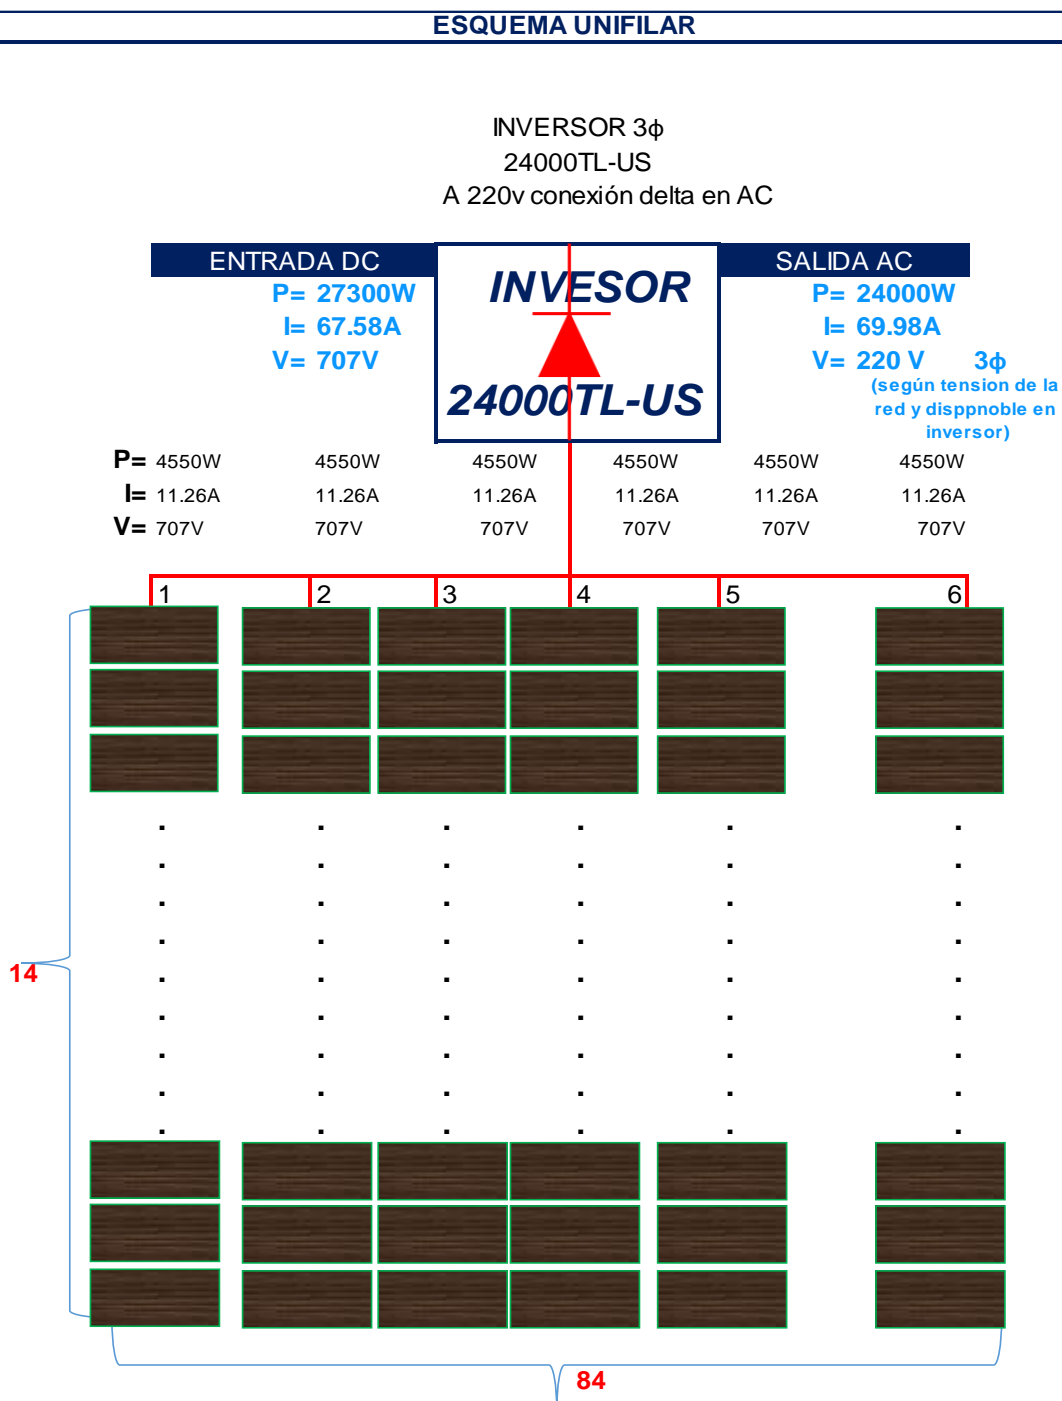 ESQUEMA UNIFILAR
INVERSOR 3ф
24000TL-US
A 220v conexión delta en AC
ENTRADA DC
P= 27300W
I= 67.58A
V= 707V
INVESOR
24000TL-US
SALIDA AC
P= 24000W
I= 69.98A
V= 220 V 3ф
(según tension de la
red y disppnoble en
inversor)
P= 4550W 4550W 4550W 4550W 4550W 4550W
I= 11.26A 11.26A 11.26A 11.26A 11.26A 11.26A
V= 707V 707V 707V 707V 707V 707V
1 2 3 4 5 6
14
84